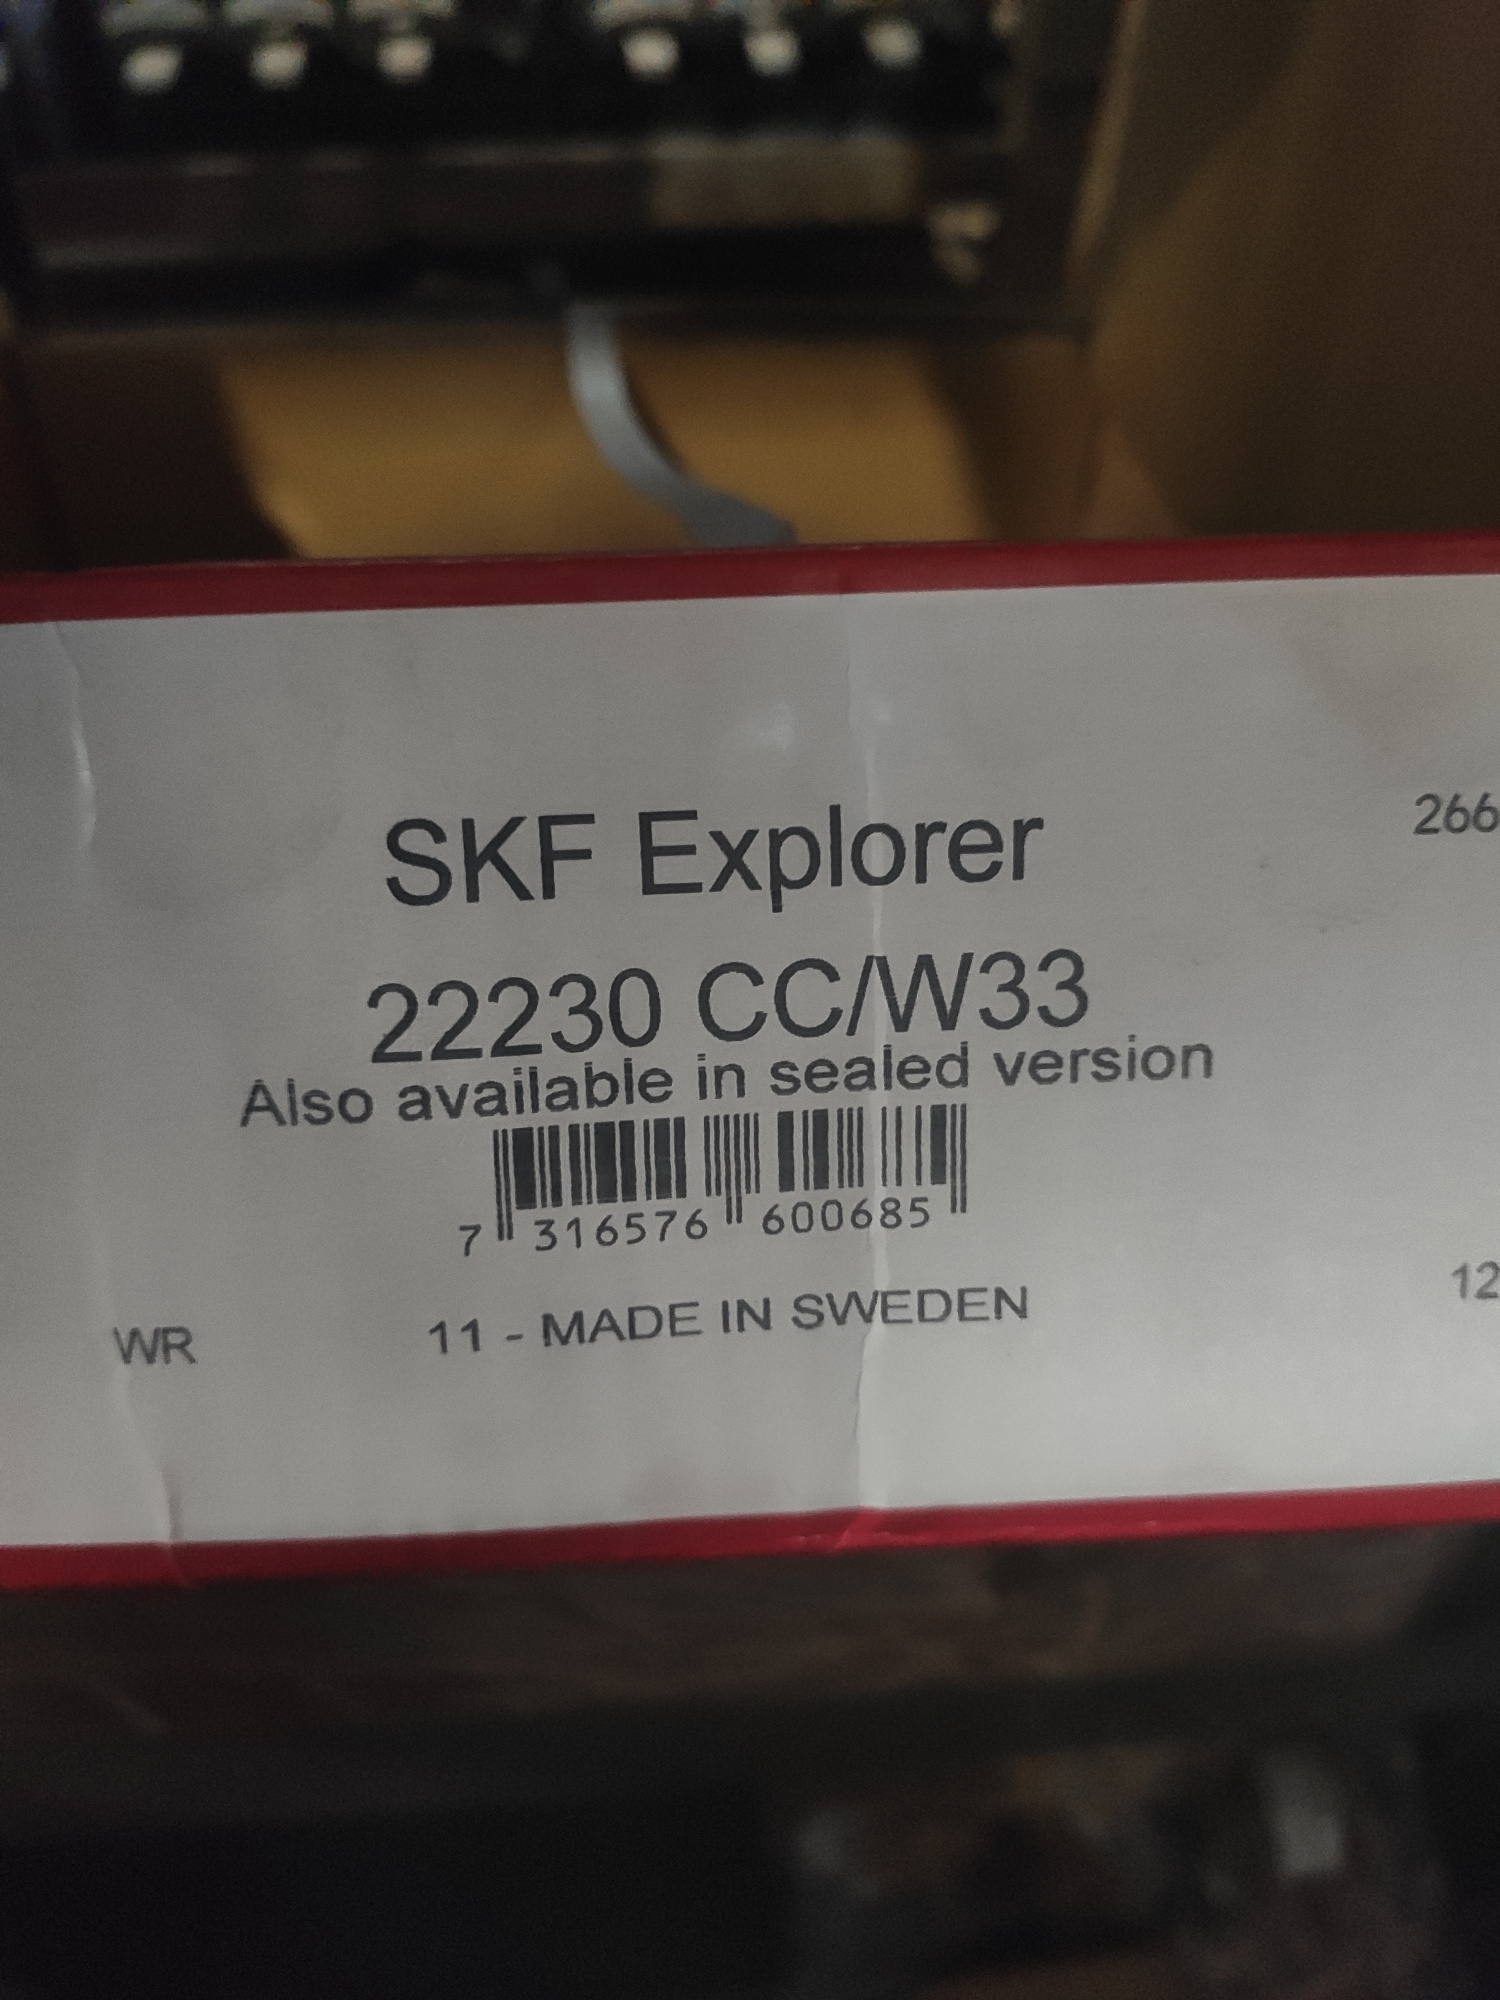 SKF Explorer
266
22230 CC/W33
Also available in sealed version
7 316576 600685
12
11 - MADE IN SWEDEN
WR